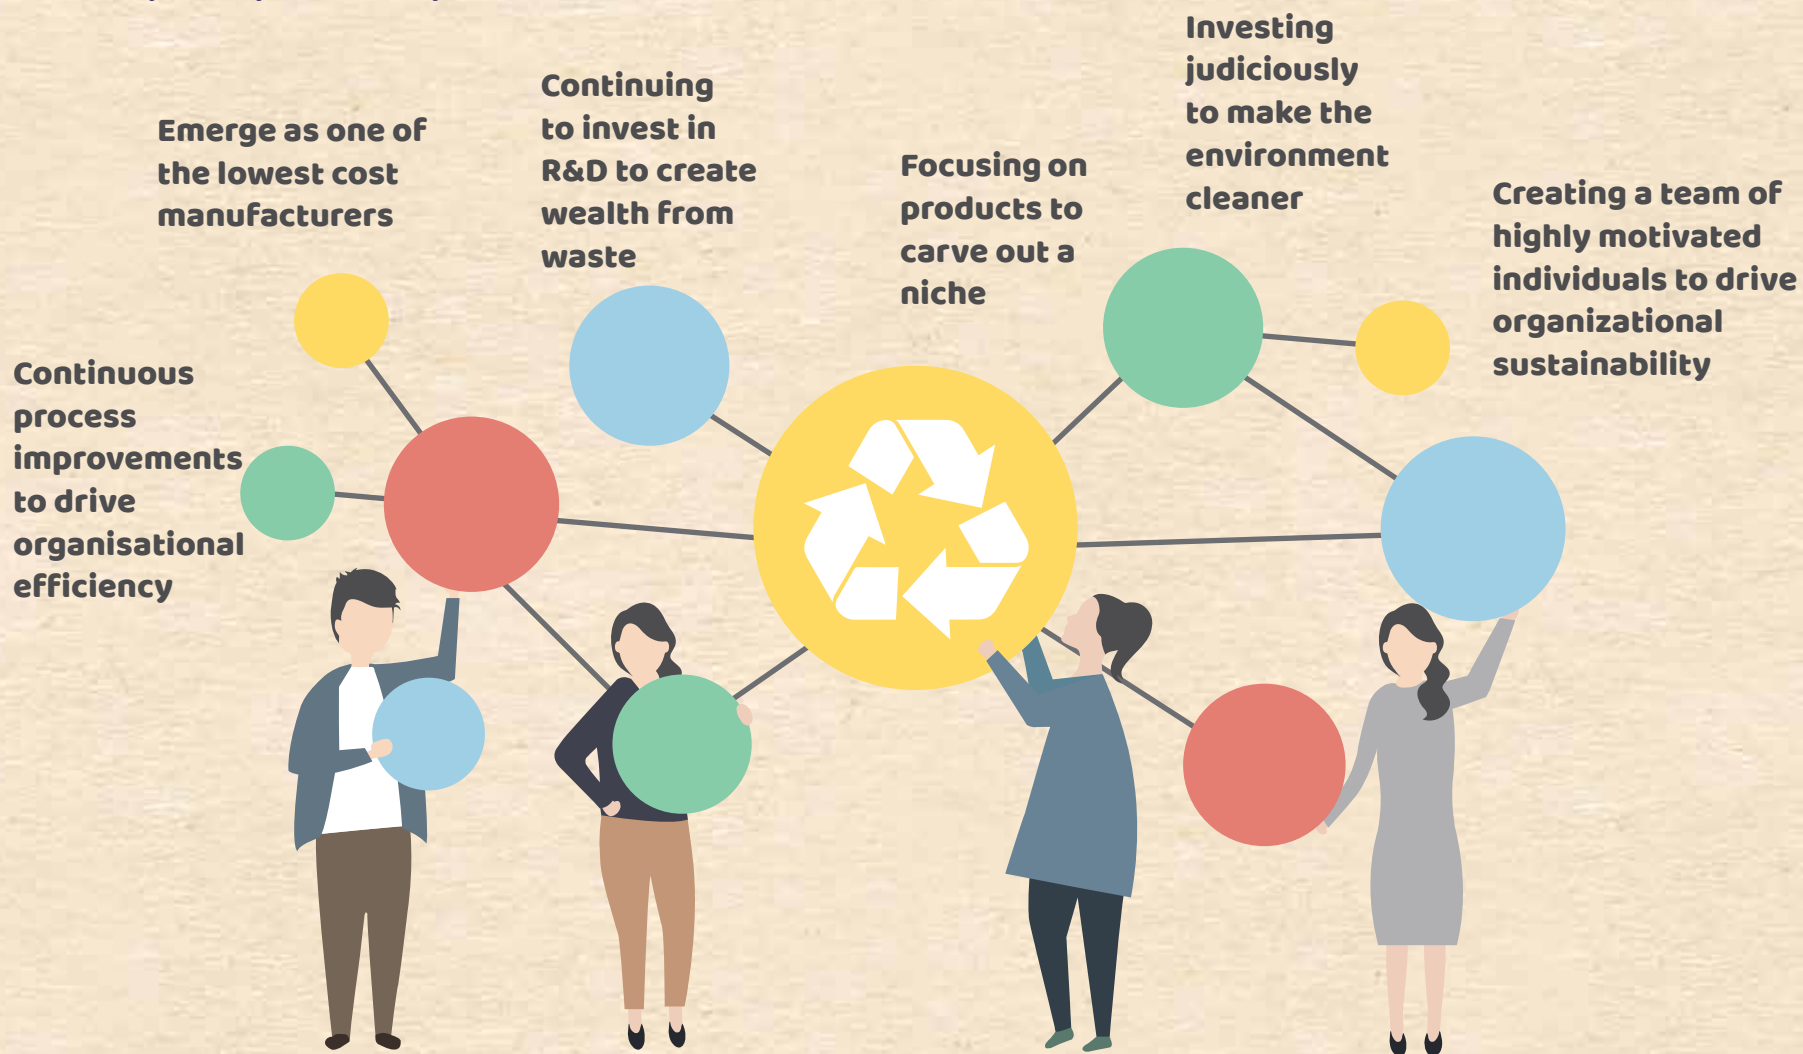 Continuous
process
improvements
to drive
organisational
efficiency
Emerge as one of
the lowest cost
manufacturers
Continuing
to invest in
R&D to create
wealth from
waste
Focusing on
products to
carve out a
niche
Investing
judiciously
to make the
environment
cleaner
Creating a team of
highly motivated
individuals to drive
organizational
sustainability